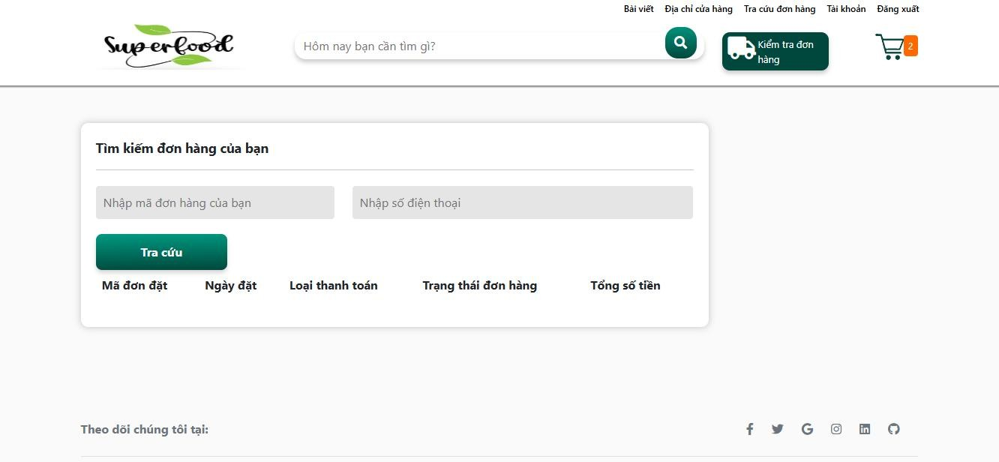 Bài viết Địa chỉ cửa hàng Tra cứu đơn hàng Tài khoản Đăng xuất
Superfood
Hôm nay bạn cần tìm gì?
Kiểm tra đơn
hàng
2
Tìm kiếm đơn hàng của bạn
Nhập mã đơn hàng của bạn
Nhập số điện thoại
Tra cứu
Mã đơn đặt Ngày đặt Loại thanh toán Trạng thái đơn hàng Tổng số tiền
Theo dõi chúng tôi tại: